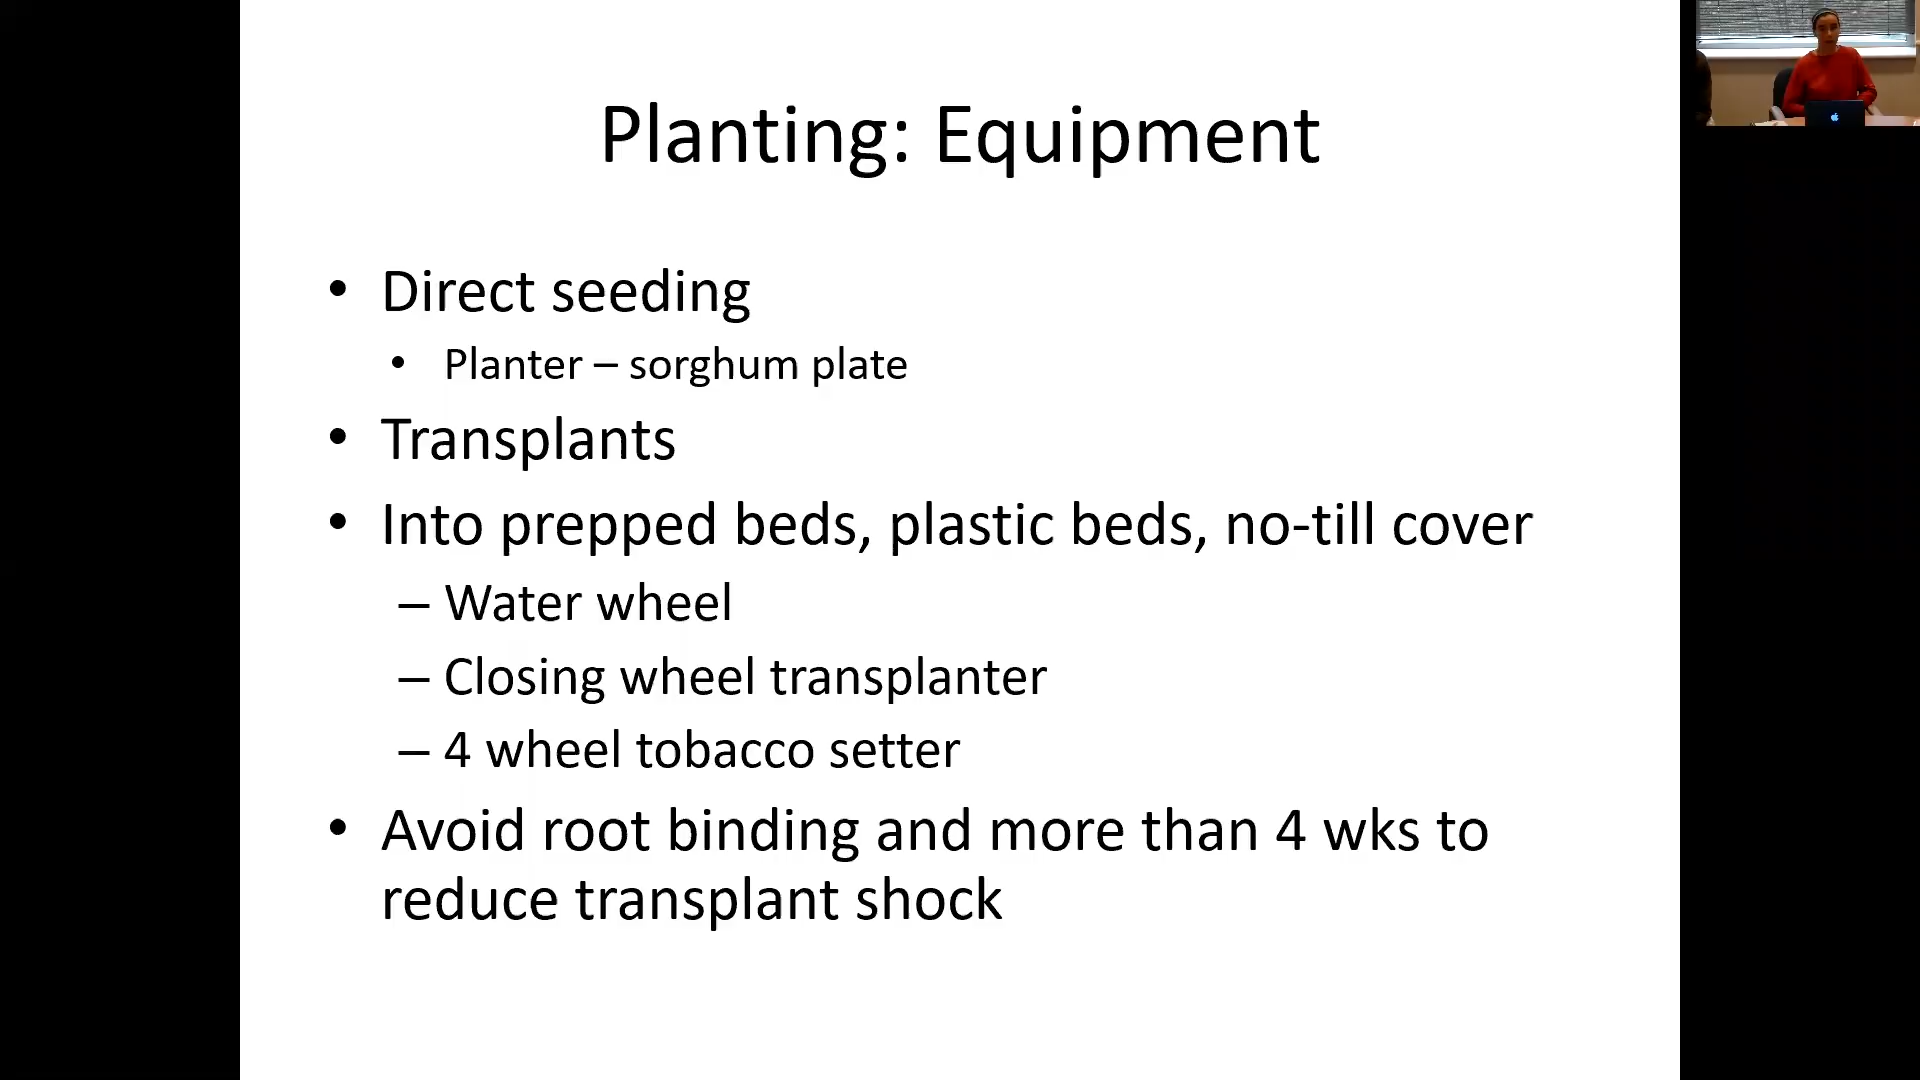 Planting: Equipment
• Direct seeding
• Planter – sorghum plate
• Transplants
• Into prepped beds, plastic beds, no-till cover
– Water wheel
– Closing wheel transplanter
– 4 wheel tobacco setter
• Avoid root binding and more than 4 wks to
reduce transplant shock